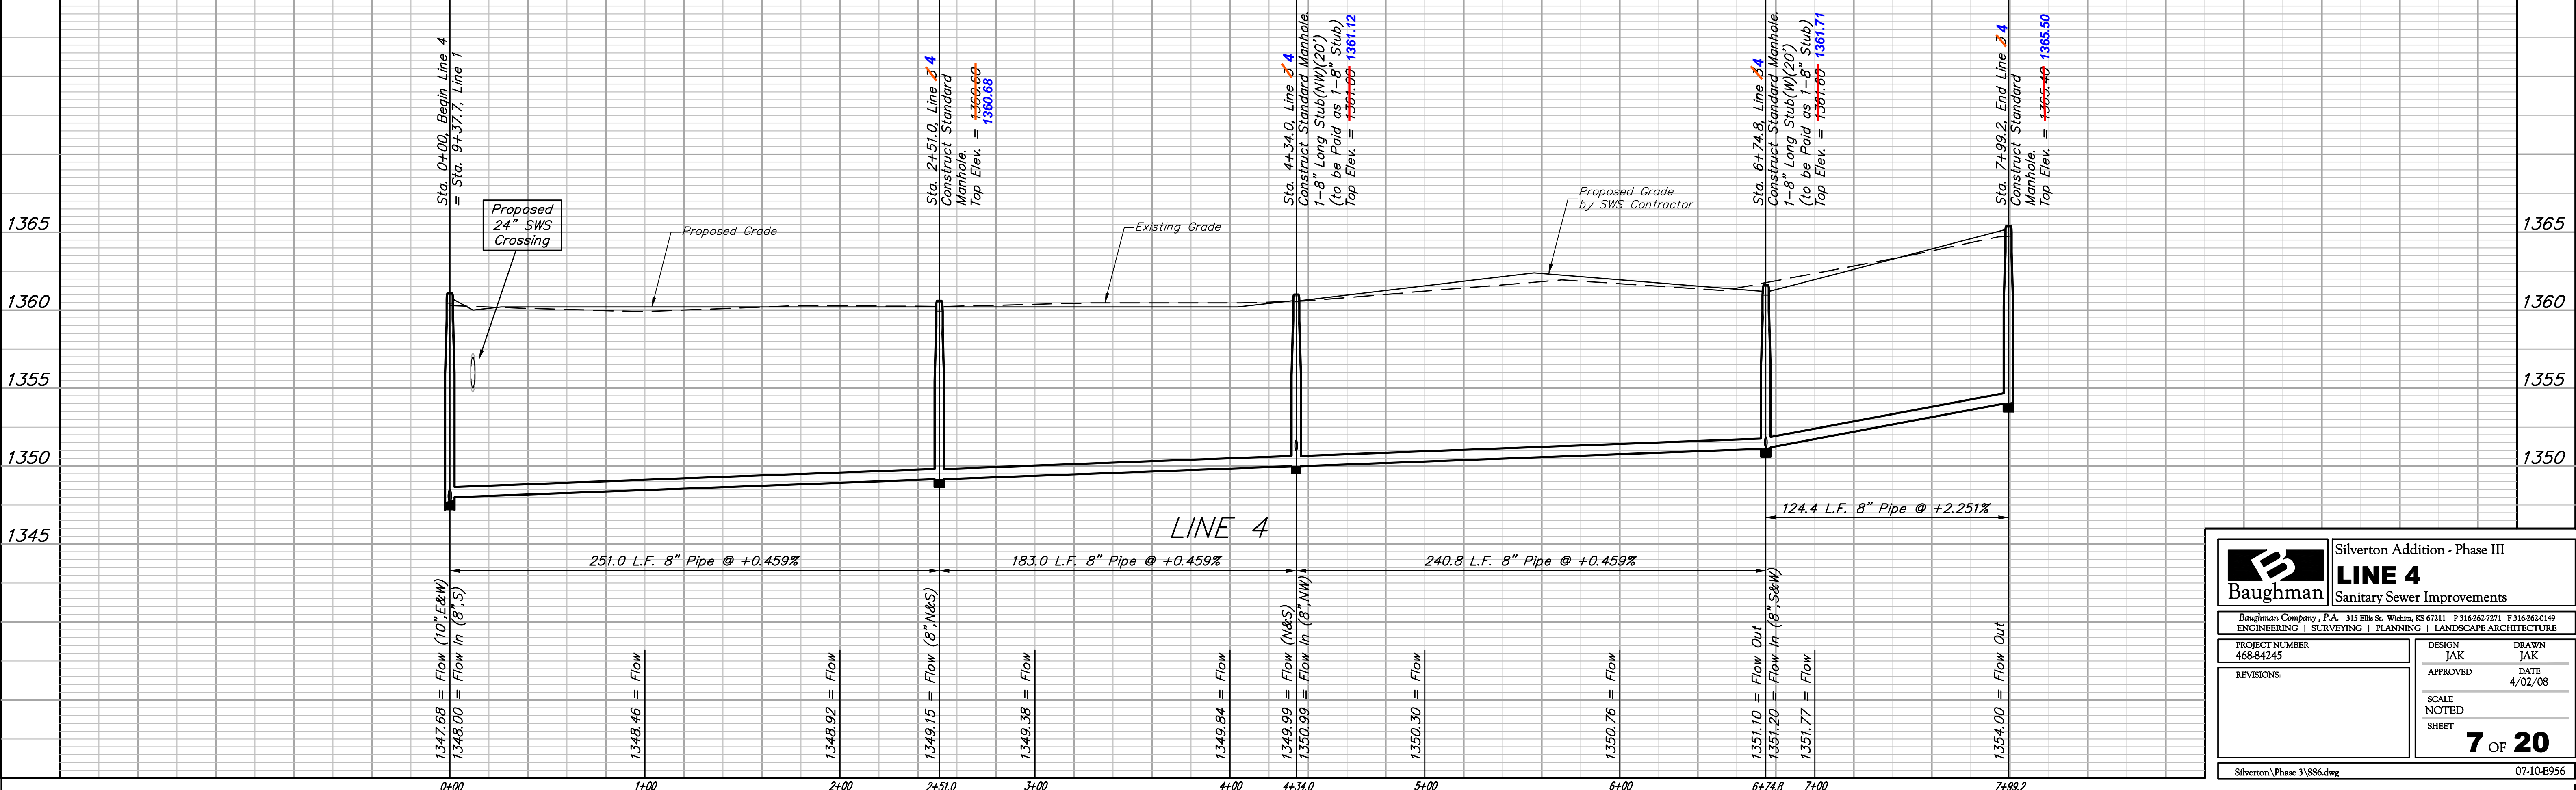 Sta. 0+00, Begin Line 4
= Sta. 9+37.7, Line 1
Sta. 2+51.0, Line 3 4
Construct Standard
Manhole.
Top Elev. = 1360.60
1360.68
Sta. 4+34.0, Line 3 4
Construct Standard Manhole.
1-8" Long Stub(NW)(20')
(to be Paid as 1-8" Stub)
Top Elev. = 1361.00 1361.12
Sta. 6+74.8, Line 3 4
Construct Standard Manhole.
1-8" Long Stub(W)(20')
(to be Paid as 1-8" Stub)
Top Elev. = 1361.60 1361.71
Sta. 7+99.2, End Line 3 4
Construct Standard
Manhole.
Top Elev. = 1365.40 1365.50
Proposed
24" SWS
Crossing
Proposed Grade
Existing Grade
Proposed Grade
by SWS Contractor
1365
1365
1360
1360
1355
1355
1350
1350
1345
LINE 4
124.4 L.F. 8" Pipe @ +2.251%
251.0 L.F. 8" Pipe @ +0.459%
183.0 L.F. 8" Pipe @ +0.459%
240.8 L.F. 8" Pipe @ +0.459%
1347.68 = Flow (10",E&W)
1348.00 = Flow In (8",S)
1348.46 = Flow
1348.92 = Flow
1349.15 = Flow (8",N&S)
1349.38 = Flow
1349.84 = Flow
1349.99 = Flow (N&S)
1350.99 = Flow In (8",NW)
1350.30 = Flow
1350.76 = Flow
1351.10 = Flow Out
1351.20 = Flow In (8",S&W)
1351.77 = Flow
1354.00 = Flow Out
0+00
1+00
2+00
2+51.0
3+00
4+00
4+34.0
5+00
6+00
6+74.8
7+00
7+99.2
B
Baughman
Silverton Addition - Phase III
LINE 4
Sanitary Sewer Improvements
Baughman Company, P.A. 315 Ellis St. Wichita, KS 67211 P 316-262-7271 F 316-262-0149
ENGINEERING | SURVEYING | PLANNING | LANDSCAPE ARCHITECTURE
PROJECT NUMBER
468-84245
REVISIONS:
DESIGN
JAK
DRAWN
JAK
APPROVED
DATE
4/02/08
SCALE
NOTED
SHEET
7 OF 20
Silverton\Phase 3\SS6.dwg
07-10-E956